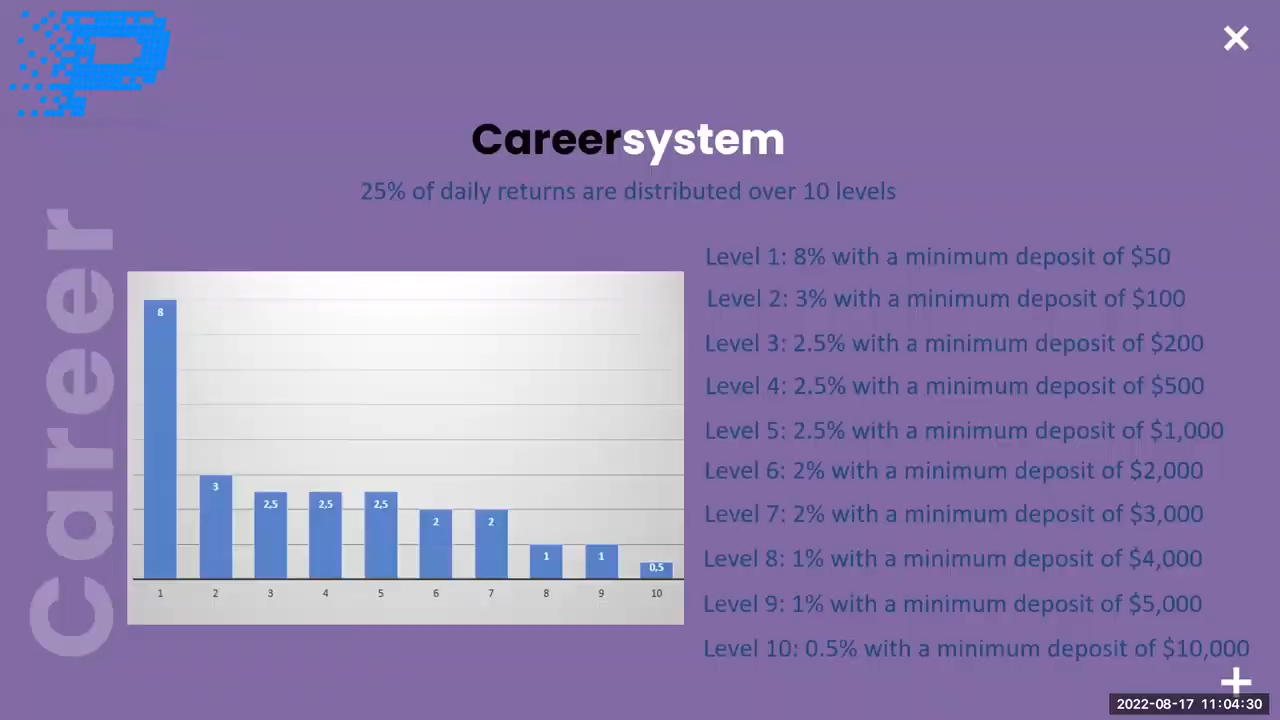 Careersystem
25% of daily returns are distributed over 10 levels
Career
8
3
2,5
2,5
2,5
2
2
1
1
0,5
1 2 3 4 5 6 7 8 9 10
Level 1: 8% with a minimum deposit of $50
Level 2: 3% with a minimum deposit of $100
Level 3: 2.5% with a minimum deposit of $200
Level 4: 2.5% with a minimum deposit of $500
Level 5: 2.5% with a minimum deposit of $1,000
Level 6: 2% with a minimum deposit of $2,000
Level 7: 2% with a minimum deposit of $3,000
Level 8: 1% with a minimum deposit of $4,000
Level 9: 1% with a minimum deposit of $5,000
Level 10: 0.5% with a minimum deposit of $10,000
2022-08-17 11:04:30